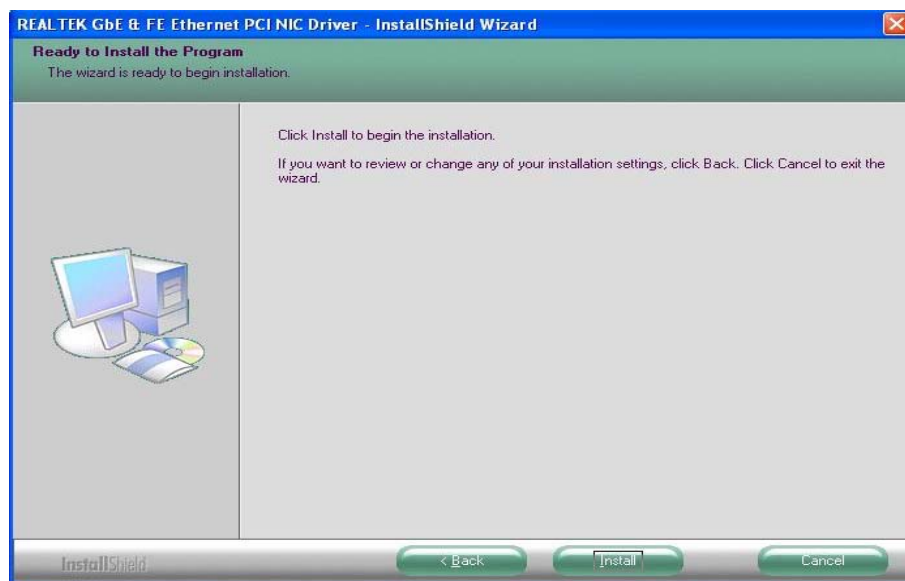 REALTEK GbE & FE Ethernet PCI NIC Driver - InstallShield Wizard
Ready to Install the Program
The wizard is ready to begin installation.
Click Install to begin the installation.
If you want to review or change any of your installation settings, click Back. Click Cancel to exit the
wizard.
InstallShield
< Back
Install
Cancel